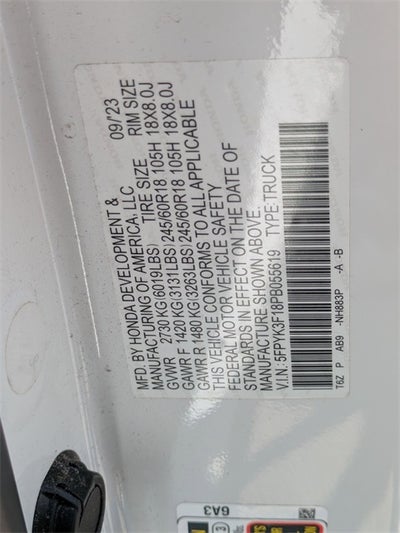 MFD. BY HONDA DEVELOPMENT & 09/'23
MANUFACTURING OF AMERICA, LLC
TIRE SIZE RIM SIZE
GVWR 2730 KG(6019LBS)
GAWR F 1420 KG(3131LBS) 245/60R18 105H 18X8.0J
GAWR R 1480 KG(3263LBS) 245/60R18 105H 18X8.0J
THIS VEHICLE CONFORMS TO ALL APPLICABLE
FEDERAL MOTOR VEHICLE SAFETY
STANDARDS IN EFFECT ON THE DATE OF
MANUFACTURE SHOWN ABOVE.
V.I.N.: 5FPYK3F18PB055619 TYPE:TRUCK
T6Z P AB9 -NH883P -A -B
6A3